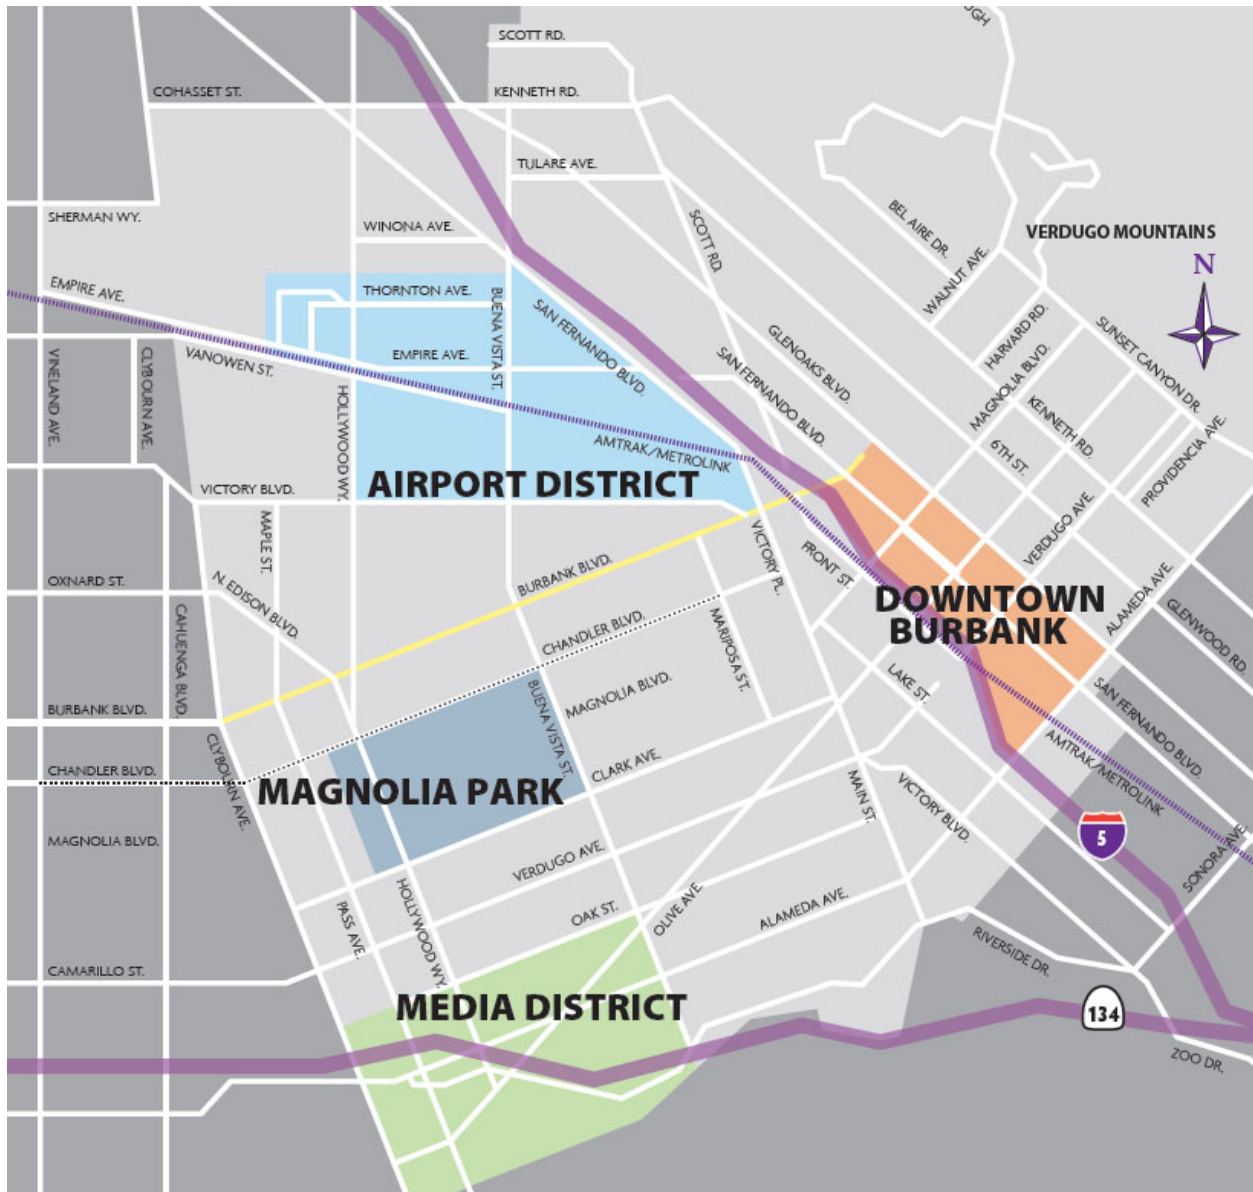 UGH
SCOTT RD.
COHASSET ST.
KENNETH RD.
TULARE AVE.
SHERMAN WY.
WINONA AVE.
SCOTT RD.
BEL AIRE DR.
VERDUGO MOUNTAINS
WALNUT AVE.
N
EMPIRE AVE.
THORNTON AVE.
BUENA VISTA ST.
SAN FERNANDO BLVD.
GLENOAKS BLVD.
HARVARD RD.
SUNSET CANYON DR.
VINELAND AVE.
CLYBOURN AVE.
VANOWEN ST.
EMPIRE AVE.
SAN FERNANDO BLVD.
MAGNOLIA BLVD.
KENNETH RD.
HOLLYWOOD WY.
AMTRAK/METROLINK
6TH ST.
PROVIDENCIA AVE.
AIRPORT DISTRICT
VICTORY BLVD.
MAPLE ST.
VICTORY PL.
FRONT ST.
VERDUGO AVE.
OXNARD ST.
N. EDISON BLVD.
BURBANK BLVD.
DOWNTOWN
BURBANK
ALAMEDA AVE.
GLENWOOD RD.
CAHUENGA BLVD.
CHANDLER BLVD.
MARIPOSA ST.
BURBANK BLVD.
BUENA VISTA ST.
MAGNOLIA BLVD.
LAKE ST.
SAN FERNANDO BLVD.
CHANDLER BLVD.
CLYBOURN AVE.
MAGNOLIA PARK
CLARK AVE.
MAIN ST.
VICTORY BLVD.
AMTRAK/METROLINK
5
SONORA AVE.
MAGNOLIA BLVD.
VERDUGO AVE.
PASS AVE.
HOLLYWOOD WY.
OAK ST.
OLIVE AVE.
ALAMEDA AVE.
RIVERSIDE DR.
CAMARILLO ST.
MEDIA DISTRICT
134
ZOO DR.